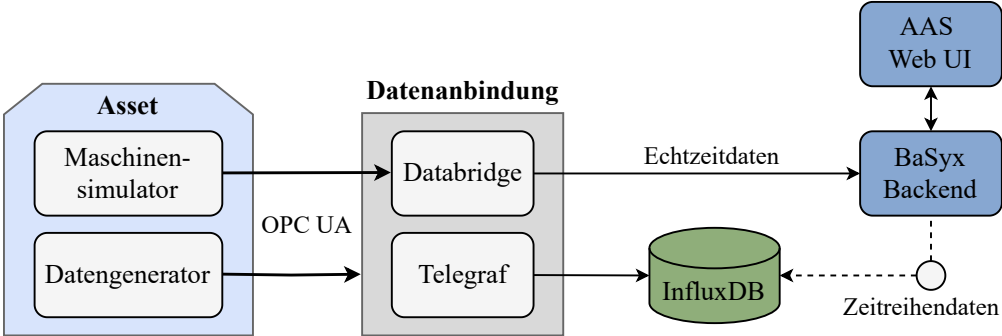 AAS
Web UI
Datenanbindung
Asset
Maschinen-
simulator
Databridge
Echtzeitdaten
BaSyx
Backend
OPC UA
Datengenerator
Telegraf
InfluxDB
Zeitreihendaten